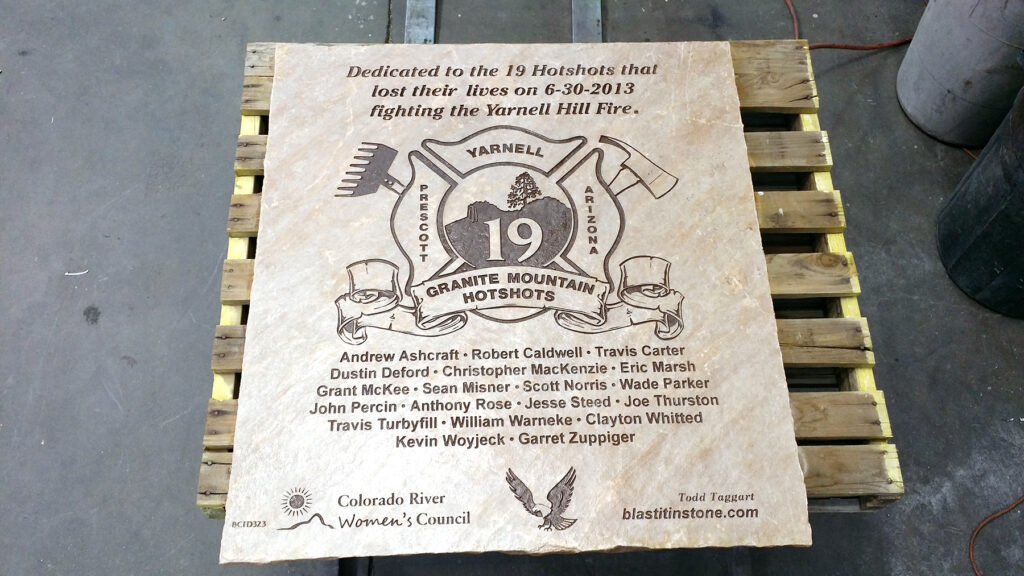 Dedicated to the 19 Hotshots that
lost their lives on 6-30-2013
fighting the Yarnell Hill Fire.
YARNELL
PRESCOTT
ARIZONA
19
GRANITE MOUNTAIN
HOTSHOTS
Andrew Ashcraft • Robert Caldwell • Travis Carter
Dustin Deford • Christopher MacKenzie • Eric Marsh
Grant McKee • Sean Misner • Scott Norris • Wade Parker
John Percin • Anthony Rose • Jesse Steed • Joe Thurston
Travis Turbyfill • William Warneke • Clayton Whitted
Kevin Woyjeck • Garret Zuppiger
BCID323
Colorado River
Women's Council
Todd Taggart
blastitinstone.com